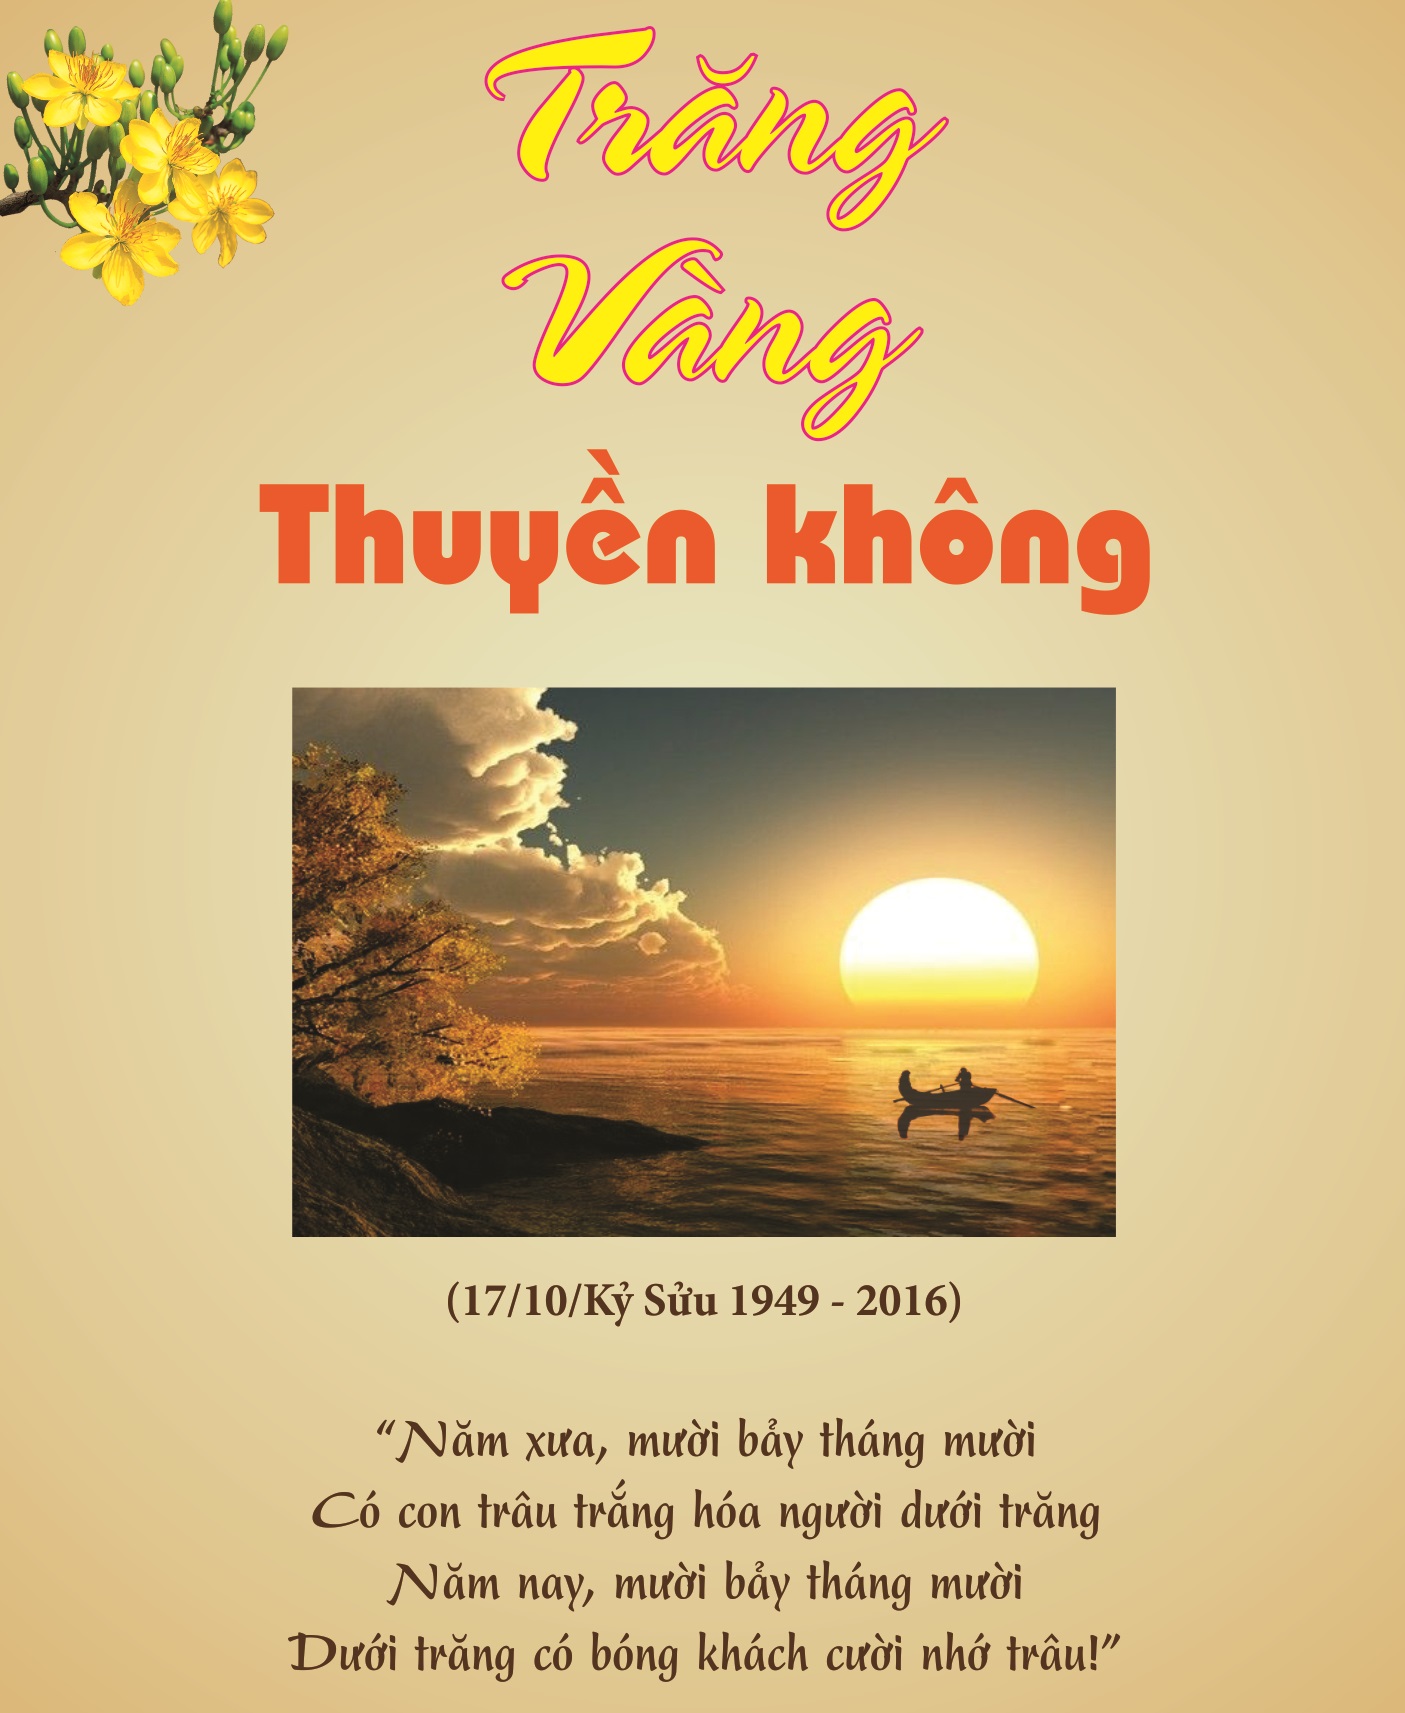 Trăng
Vàng
Thuyền không
(17/10/Kỷ Sửu 1949 - 2016)
“Năm xưa, mười bảy tháng mười
Có con trâu trắng hóa người dưới trăng
Năm nay, mười bảy tháng mười
Dưới trăng có bóng khách cười nhớ trâu!”